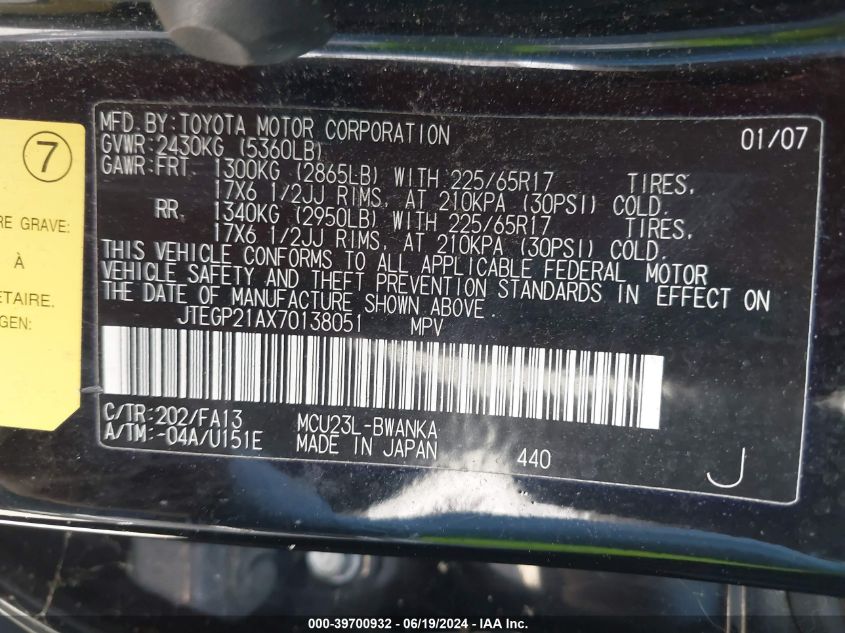 7
RE GRAVE:
À
ETAIRE.
GEN:
MFD. BY: TOYOTA MOTOR CORPORATION 01/07
GVWR: 2430KG (5360LB)
GAWR: FRT. 1300KG (2865LB) WITH 225/65R17 TIRES,
17X6 1/2JJ RIMS, AT 210KPA (30PSI) COLD,
RR. 1340KG (2950LB) WITH 225/65R17 TIRES,
17X6 1/2JJ RIMS, AT 210KPA (30PSI) COLD.
THIS VEHICLE CONFORMS TO ALL APPLICABLE FEDERAL MOTOR
VEHICLE SAFETY AND THEFT PREVENTION STANDARDS IN EFFECT ON
THE DATE OF MANUFACTURE SHOWN ABOVE.
JTEGP21AX70138051 MPV
C/TR: 202/FA13 MCU23L-BWANKA
A/TM: -04A/U151E MADE IN JAPAN 440 J
000-39700932 - 06/19/2024 - IAA Inc.